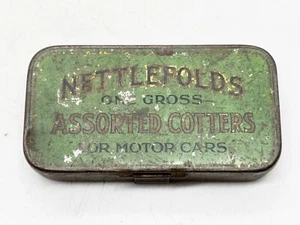 NETTLEFOLDS
ONE GROSS
ASSORTED COTTERS
FOR MOTOR CARS